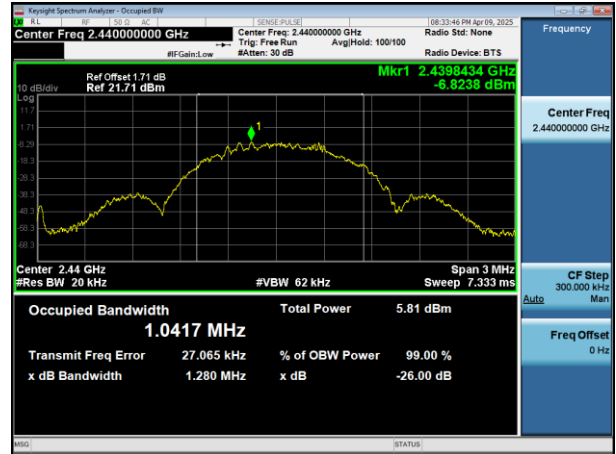 Keysight Spectrum Analyzer - Occupied BW
RL RF 50 Ω AC SENSE:PULSE 08:33:46 PM Apr 09, 2025
Center Freq 2.440000000 GHz Center Freq: 2.440000000 GHz Radio Std: None Frequency
Trig: Free Run Avg|Hold: 100/100
#IFGain:Low #Atten: 30 dB Radio Device: BTS
Ref Offset 1.71 dB Mkr1 2.4398434 GHz
10 dB/div Ref 21.71 dBm -6.8238 dBm
Log
11.7
1.71
-8.29
-18.3
-28.3
-38.3
-48.3
-58.3
-68.3
1
Center Freq
2.440000000 GHz
Center 2.44 GHz Span 3 MHz
#Res BW 20 kHz #VBW 62 kHz Sweep 7.333 ms
CF Step
300.000 kHz
Auto Man
Occupied Bandwidth Total Power 5.81 dBm
1.0417 MHz
Freq Offset
0 Hz
Transmit Freq Error 27.065 kHz % of OBW Power 99.00 %
x dB Bandwidth 1.280 MHz x dB -26.00 dB
MSG STATUS